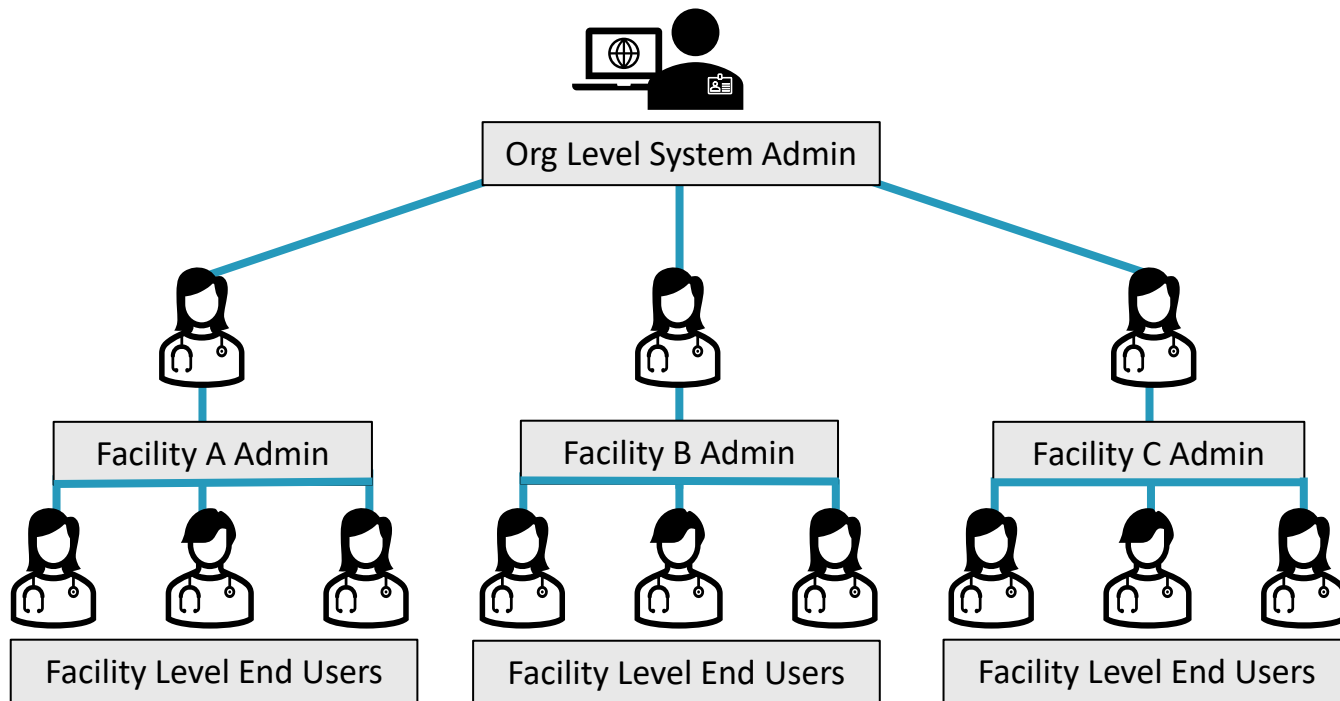 Org Level System Admin
Facility A Admin
Facility B Admin
Facility C Admin
Facility Level End Users
Facility Level End Users
Facility Level End Users